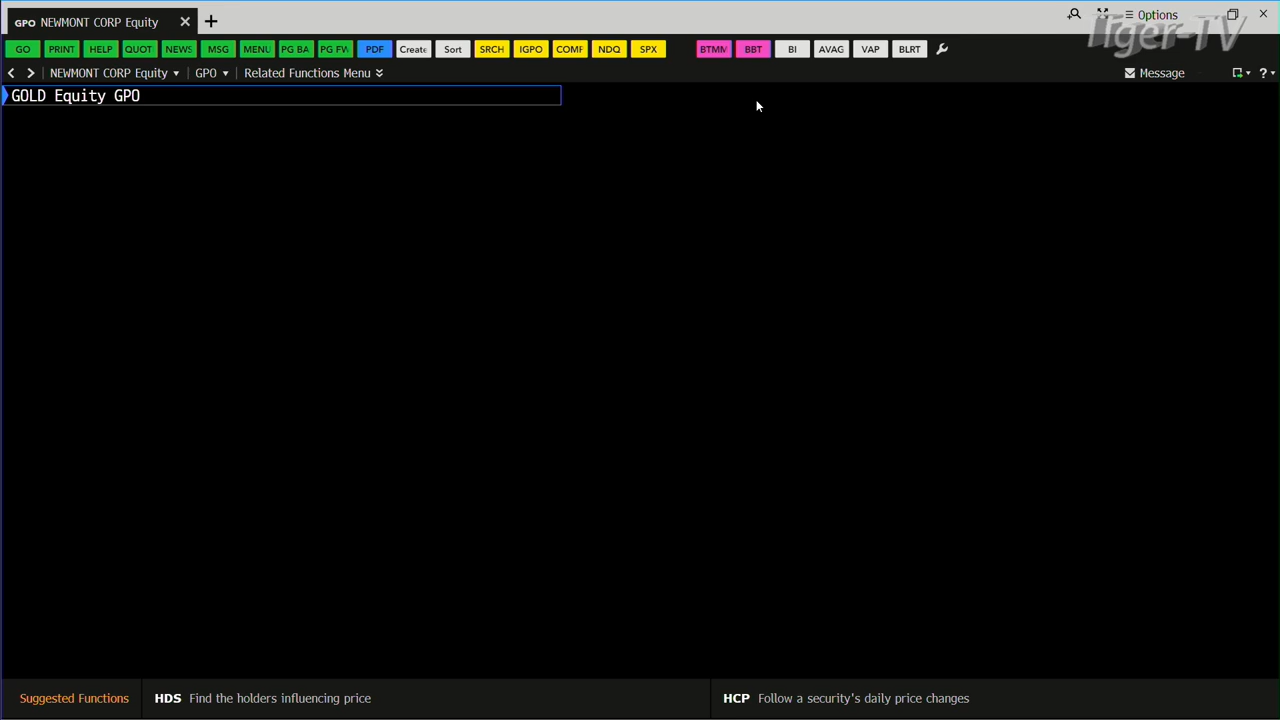 GPO NEWMONT CORP Equity
Options
Tiger-TV
GO PRINT HELP QUOT NEWS MSG MENU PG BA PG FW PDF Create Sort SRCH IGPO COMF NDQ SPX BTMM BBT BI AVAG VAP BLRT
NEWMONT CORP Equity GPO Related Functions Menu Message ?
GOLD Equity GPO
Suggested Functions HDS Find the holders influencing price HCP Follow a security's daily price changes